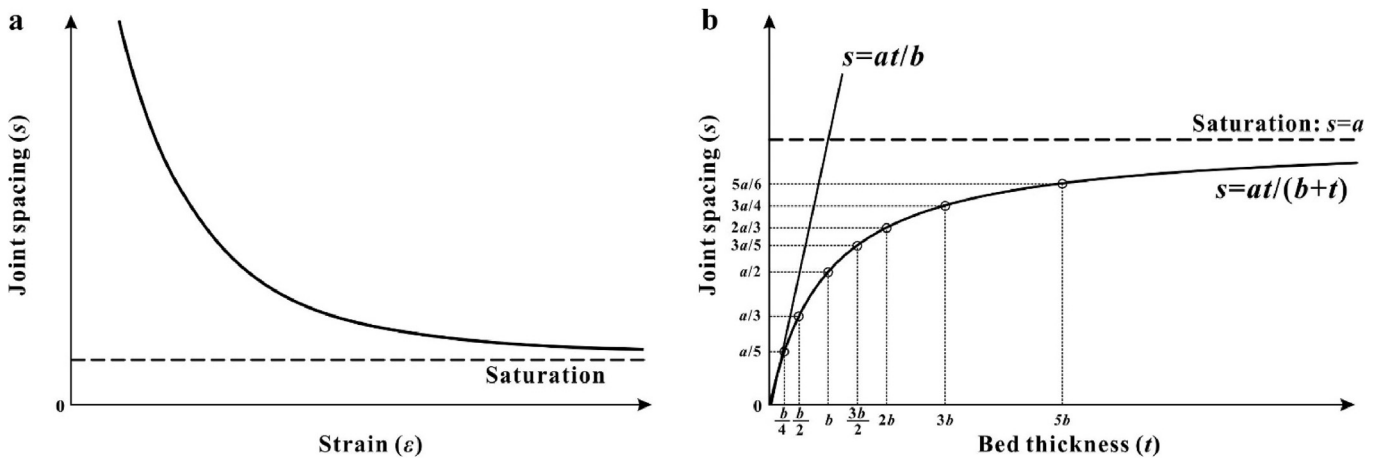 a
Joint spacing (s)
Saturation
0
Strain (ε)
b
Joint spacing (s)
s=at/b
Saturation: s=a
s=at/(b+t)
5a/6
3a/4
2a/3
3a/5
a/2
a/3
a/5
0
b/4 b/2 b 3b/2 2b 3b 5b
Bed thickness (t)